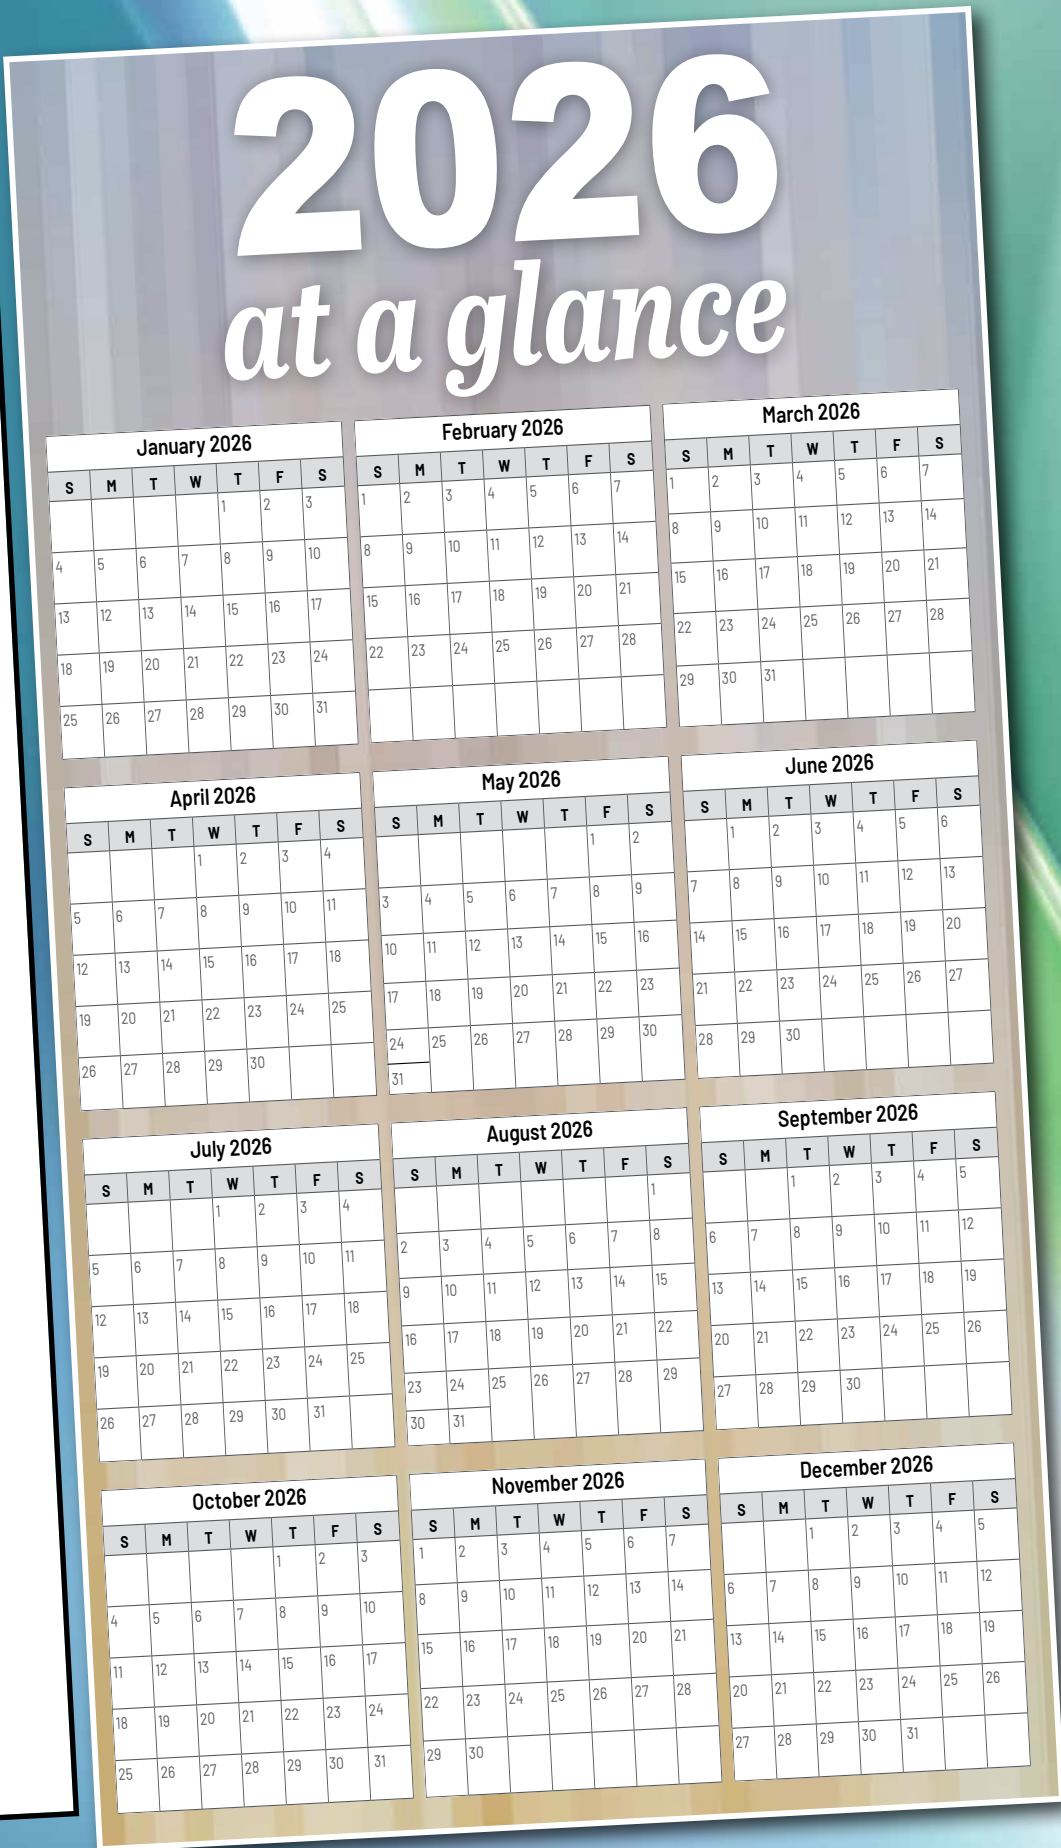 2026
at a glance
January 2026
S M T W T F S
1 2 3
4 5 6 7 8 9 10
13 12 13 14 15 16 17
18 19 20 21 22 23 24
25 26 27 28 29 30 31
February 2026
S M T W T F S
1 2 3 4 5 6 7
8 9 10 11 12 13 14
15 16 17 18 19 20 21
22 23 24 25 26 27 28
March 2026
S M T W T F S
1 2 3 4 5 6 7
8 9 10 11 12 13 14
15 16 17 18 19 20 21
22 23 24 25 26 27 28
29 30 31
April 2026
S M T W T F S
1 2 3 4
5 6 7 8 9 10 11
12 13 14 15 16 17 18
19 20 21 22 23 24 25
26 27 28 29 30
May 2026
S M T W T F S
1 2
3 4 5 6 7 8 9
10 11 12 13 14 15 16
17 18 19 20 21 22 23
24 25 26 27 28 29 30
31
June 2026
S M T W T F S
1 2 3 4 5 6
7 8 9 10 11 12 13
14 15 16 17 18 19 20
21 22 23 24 25 26 27
28 29 30
July 2026
S M T W T F S
1 2 3 4
5 6 7 8 9 10 11
12 13 14 15 16 17 18
19 20 21 22 23 24 25
26 27 28 29 30 31
August 2026
S M T W T F S
1
2 3 4 5 6 7 8
9 10 11 12 13 14 15
16 17 18 19 20 21 22
23 24 25 26 27 28 29
30 31
September 2026
S M T W T F S
1 2 3 4 5
6 7 8 9 10 11 12
13 14 15 16 17 18 19
20 21 22 23 24 25 26
27 28 29 30
October 2026
S M T W T F S
1 2 3
4 5 6 7 8 9 10
11 12 13 14 15 16 17
18 19 20 21 22 23 24
25 26 27 28 29 30 31
November 2026
S M T W T F S
1 2 3 4 5 6 7
8 9 10 11 12 13 14
15 16 17 18 19 20 21
22 23 24 25 26 27 28
29 30
December 2026
S M T W T F S
1 2 3 4 5
6 7 8 9 10 11 12
13 14 15 16 17 18 19
20 21 22 23 24 25 26
27 28 29 30 31